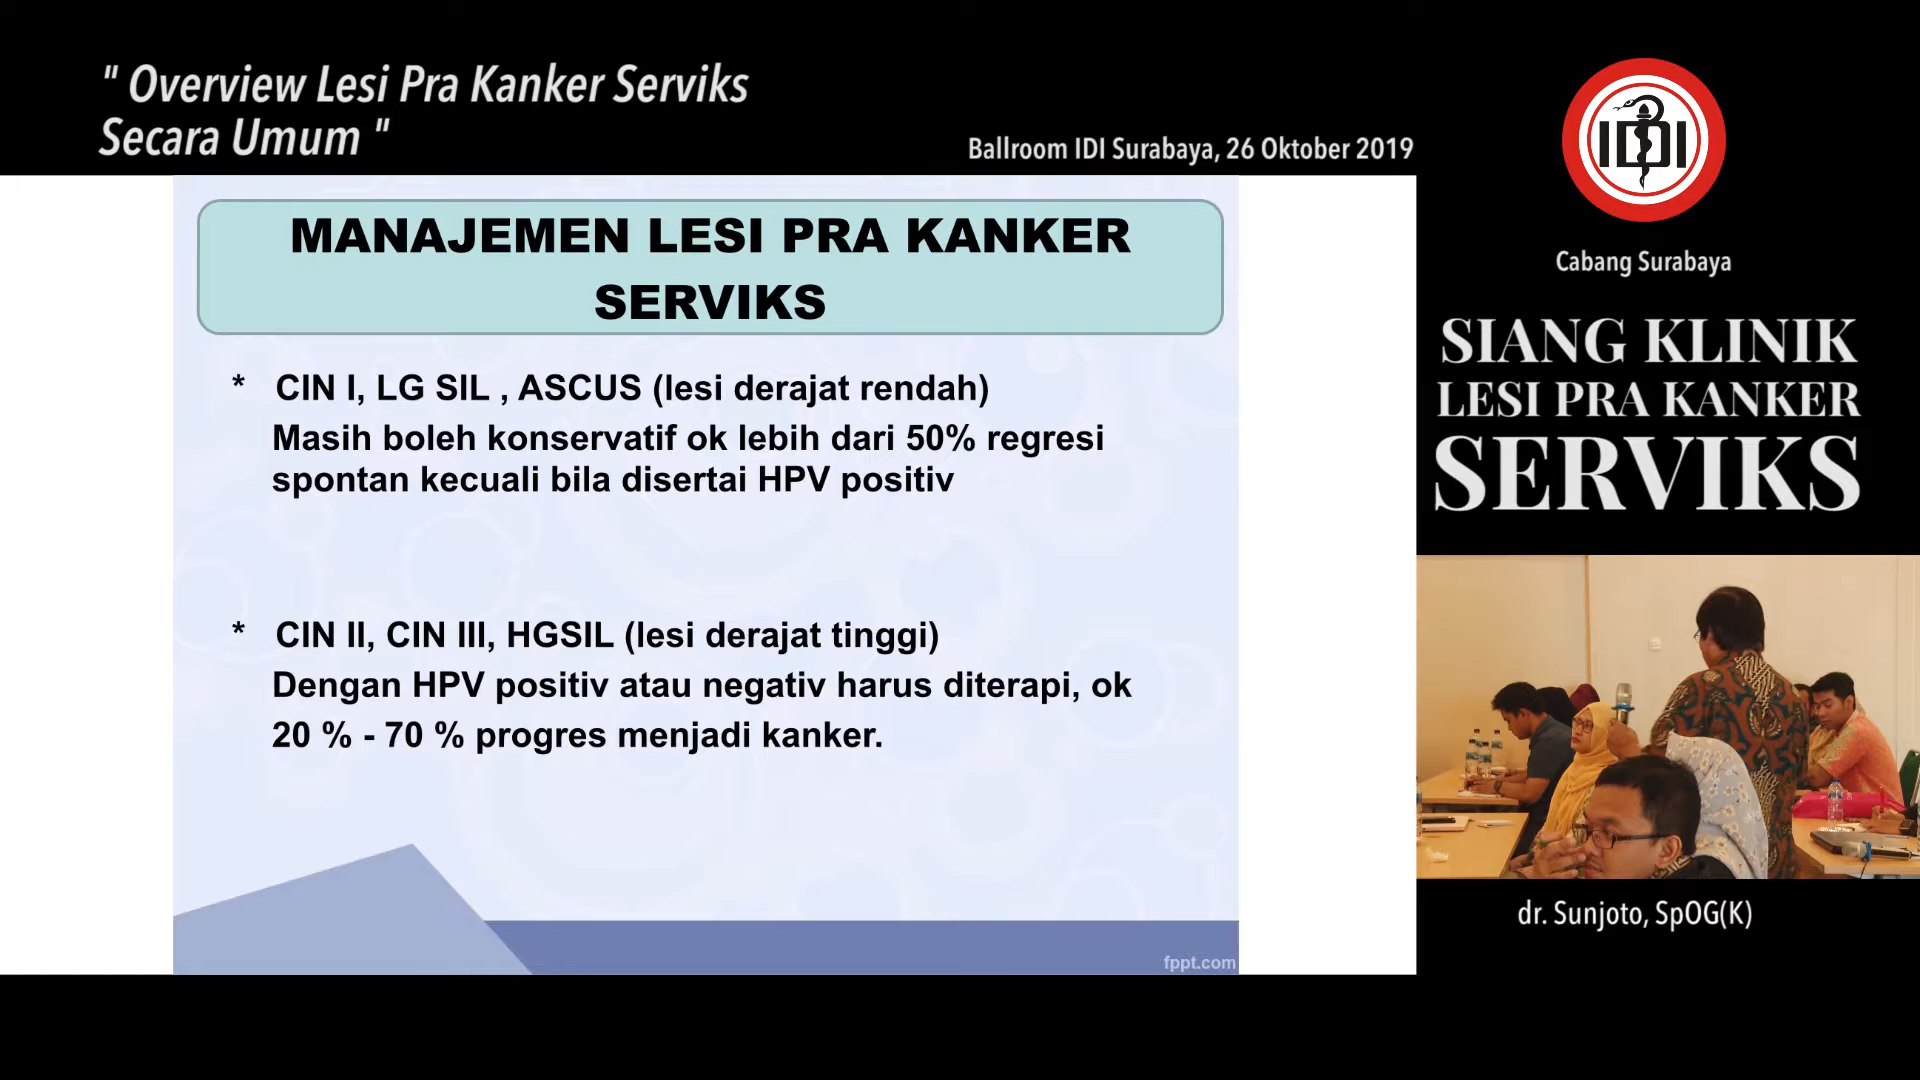 " Overview Lesi Pra Kanker Serviks
Secara Umum "
Ballroom IDI Surabaya, 26 Oktober 2019
IDI
Cabang Surabaya
SIANG KLINIK
LESI PRA KANKER
SERVIKS
MANAJEMEN LESI PRA KANKER
SERVIKS
* CIN I, LG SIL , ASCUS (lesi derajat rendah)
Masih boleh konservatif ok lebih dari 50% regresi
spontan kecuali bila disertai HPV positiv
* CIN II, CIN III, HGSIL (lesi derajat tinggi)
Dengan HPV positiv atau negativ harus diterapi, ok
20 % - 70 % progres menjadi kanker.
fppt.com
dr. Sunjoto, SpOG(K)